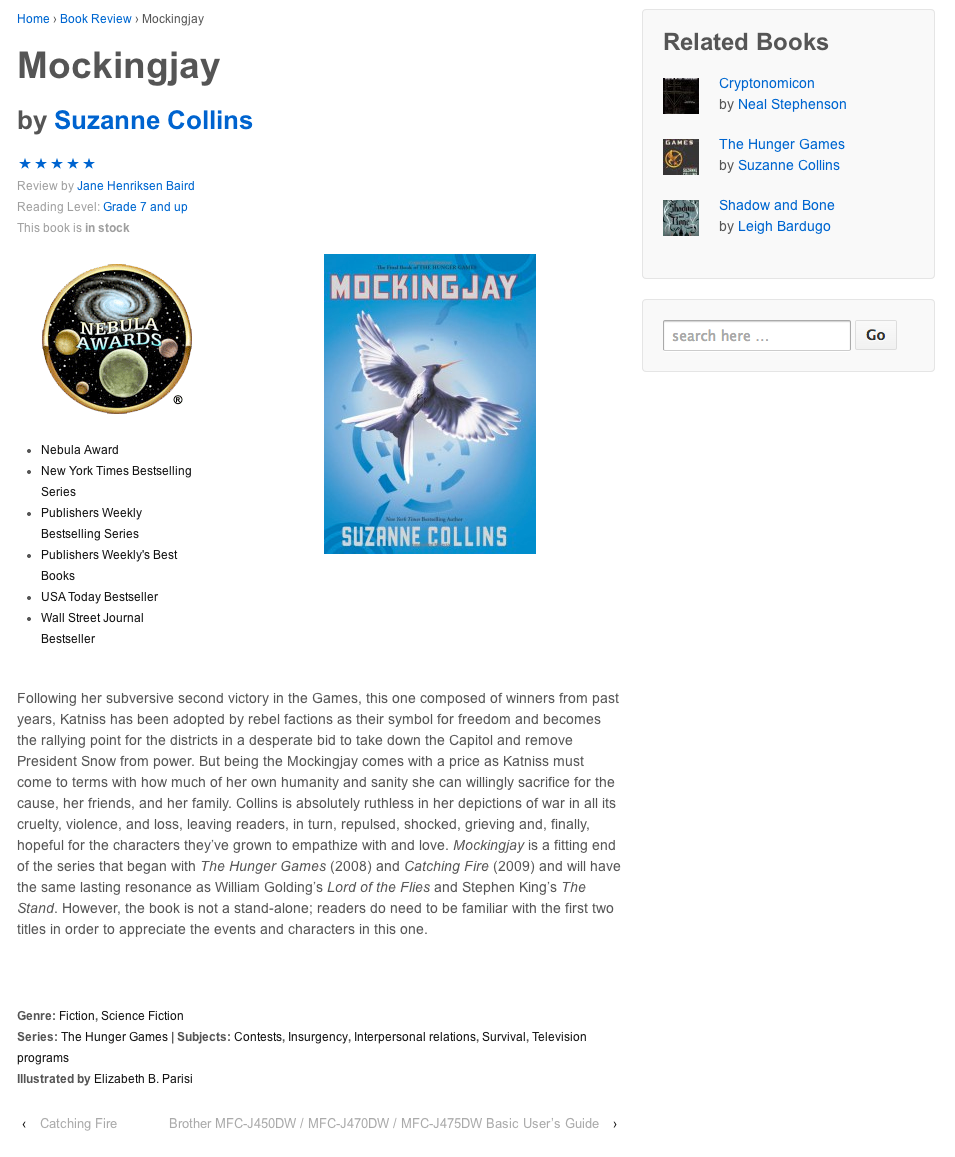 Home › Book Review › Mockingjay
Mockingjay
by Suzanne Collins
★★★★★
Review by Jane Henriksen Baird
Reading Level: Grade 7 and up
This book is in stock
NEBULA
AWARDS
®
The Final Book of THE HUNGER GAMES
MOCKINGJAY
New York Times Bestselling Author
SUZANNE COLLINS
Nebula Award
New York Times Bestselling
Series
Publishers Weekly
Bestselling Series
Publishers Weekly's Best
Books
USA Today Bestseller
Wall Street Journal
Bestseller
Following her subversive second victory in the Games, this one composed of winners from past
years, Katniss has been adopted by rebel factions as their symbol for freedom and becomes
the rallying point for the districts in a desperate bid to take down the Capitol and remove
President Snow from power. But being the Mockingjay comes with a price as Katniss must
come to terms with how much of her own humanity and sanity she can willingly sacrifice for the
cause, her friends, and her family. Collins is absolutely ruthless in her depictions of war in all its
cruelty, violence, and loss, leaving readers, in turn, repulsed, shocked, grieving and, finally,
hopeful for the characters they’ve grown to empathize with and love. Mockingjay is a fitting end
of the series that began with The Hunger Games (2008) and Catching Fire (2009) and will have
the same lasting resonance as William Golding’s Lord of the Flies and Stephen King’s The
Stand. However, the book is not a stand-alone; readers do need to be familiar with the first two
titles in order to appreciate the events and characters in this one.
Genre: Fiction, Science Fiction
Series: The Hunger Games | Subjects: Contests, Insurgency, Interpersonal relations, Survival, Television
programs
Illustrated by Elizabeth B. Parisi
‹ Catching Fire
Brother MFC-J450DW / MFC-J470DW / MFC-J475DW Basic User’s Guide ›
Related Books
Cryptonomicon
by Neal Stephenson
GAMES
The Hunger Games
by Suzanne Collins
Shadow and Bone
by Leigh Bardugo
search here …
Go